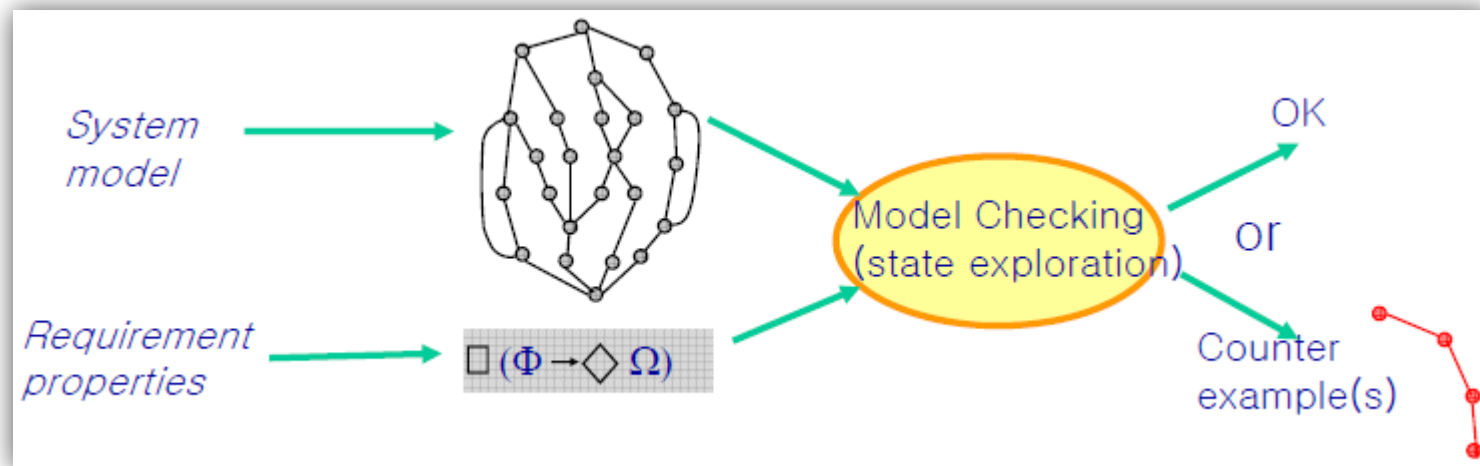 System
model
Requirement
properties
□ (Φ → ◇ Ω)
Model Checking
(state exploration)
OK
or
Counter
example(s)